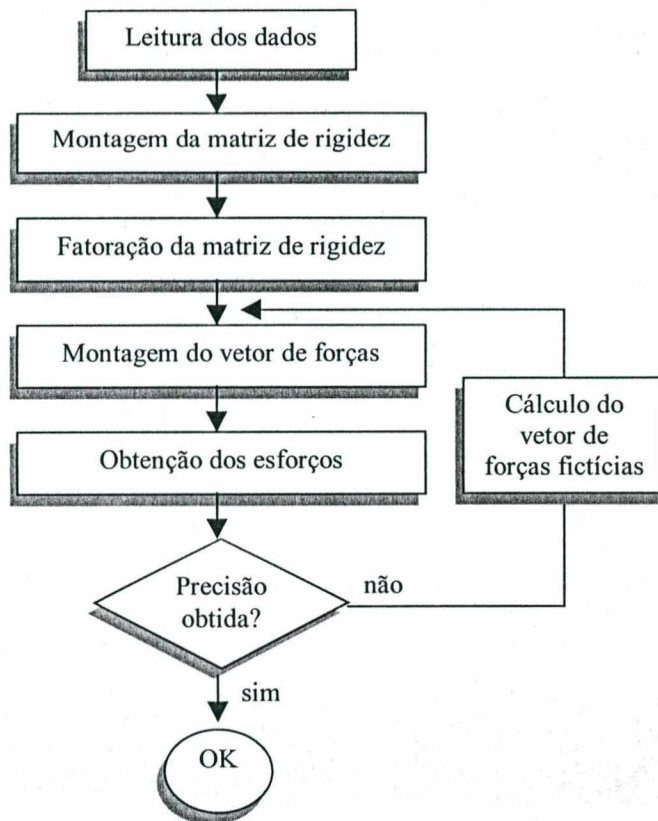 Leitura dos dados
Montagem da matriz de rigidez
Fatoração da matriz de rigidez
Montagem do vetor de forças
Cálculo do
vetor de
forças fictícias
Obtenção dos esforços
Precisão
obtida?
não
sim
OK